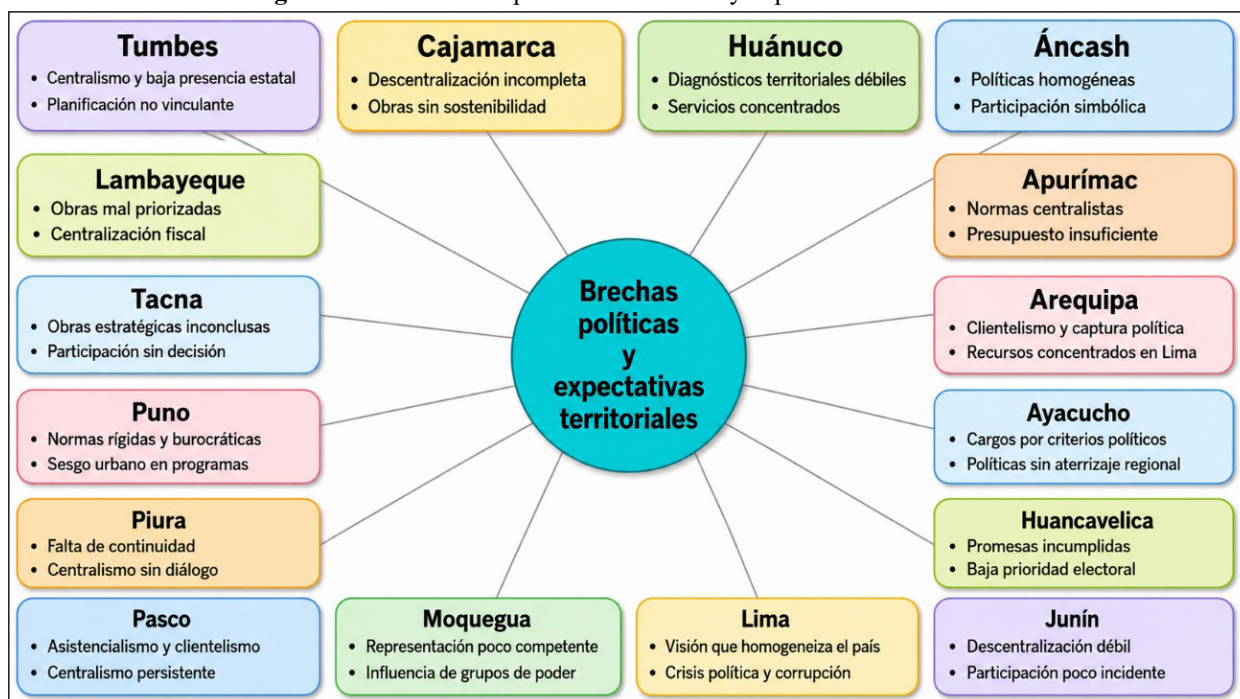 Tumbes
• Centralismo y baja presencia estatal
• Planificación no vinculante
Cajamarca
• Descentralización incompleta
• Obras sin sostenibilidad
Huánuco
• Diagnósticos territoriales débiles
• Servicios concentrados
Áncash
• Políticas homogéneas
• Participación simbólica
Lambayeque
• Obras mal priorizadas
• Centralización fiscal
Apurímac
• Normas centralistas
• Presupuesto insuficiente
Tacna
• Obras estratégicas inconclusas
• Participación sin decisión
Brechas
políticas
y
expectativas
territoriales
Arequipa
• Clientelismo y captura política
• Recursos concentrados en Lima
Puno
• Normas rígidas y burocráticas
• Sesgo urbano en programas
Ayacucho
• Cargos por criterios políticos
• Políticas sin aterrizaje regional
Piura
• Falta de continuidad
• Centralismo sin diálogo
Huancavelica
• Promesas incumplidas
• Baja prioridad electoral
Pasco
• Asistencialismo y clientelismo
• Centralismo persistente
Moquegua
• Representación poco competente
• Influencia de grupos de poder
Lima
• Visión que homogeneiza el país
• Crisis política y corrupción
Junín
• Descentralización débil
• Participación poco incidente